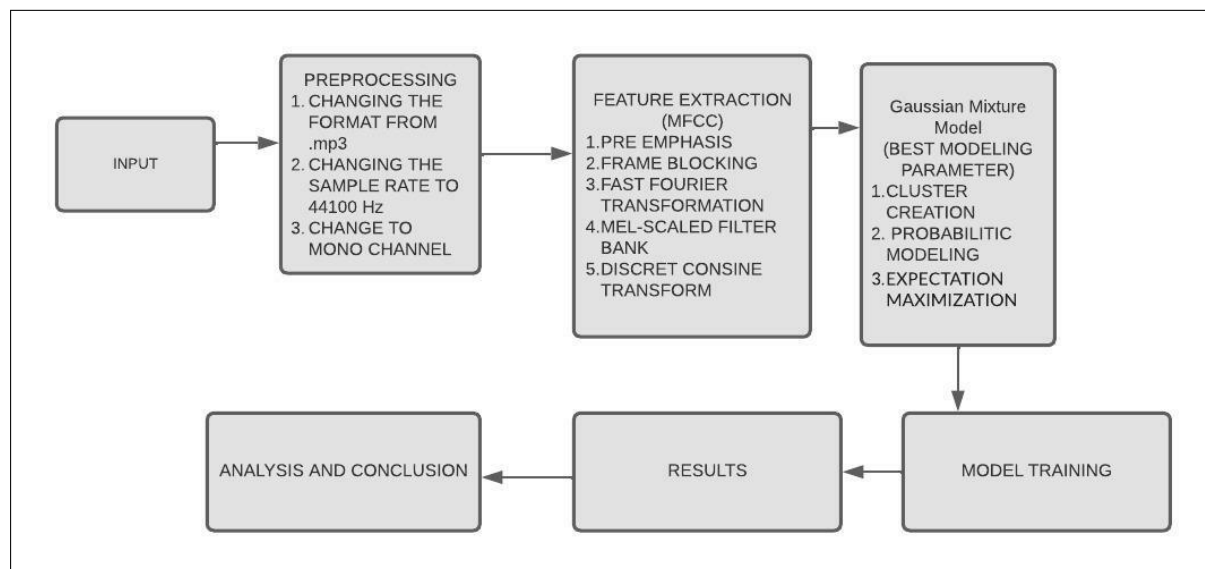 INPUT
PREPROCESSING
1. CHANGING THE
FORMAT FROM
.mp3
2. CHANGING THE
SAMPLE RATE TO
44100 Hz
3. CHANGE TO
MONO CHANNEL
FEATURE EXTRACTION
(MFCC)
1.PRE EMPHASIS
2.FRAME BLOCKING
3.FAST FOURIER
TRANSFORMATION
4.MEL-SCALED FILTER
BANK
5.DISCRET CONSINE
TRANSFORM
Gaussian Mixture
Model
(BEST MODELING
PARAMETER)
1.CLUSTER
CREATION
2. PROBABILITIC
MODELING
3.EXPECTATION
MAXIMIZATION
MODEL TRAINING
RESULTS
ANALYSIS AND CONCLUSION